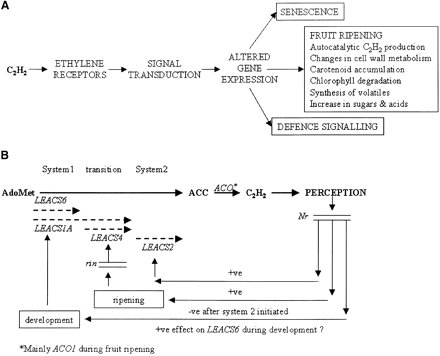 A
SENESCENCE
C₂H₂
ETHYLENE
RECEPTORS
SIGNAL
TRANSDUCTION
ALTERED
GENE
EXPRESSION
FRUIT RIPENING
Autocatalytic C₂H₂ production
Changes in cell wall metabolism
Carotenoid accumulation
Chlorophyll degradation
Synthesis of volatiles
Increase in sugars & acids
DEFENCE SIGNALLING
B
System1 transition System2
AdoMet ACC ACO* C₂H₂ PERCEPTION
LEACS6
LEACS1A
LEACS4
LEACS2
Nr
rin
+ve
ripening
+ve
-ve after system 2 initiated
development
+ve effect on LEACS6 during development ?
*Mainly ACO1 during fruit ripening